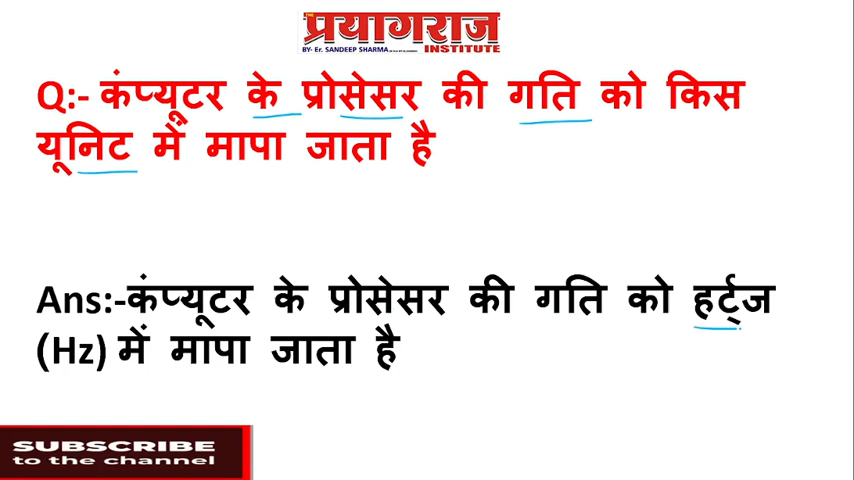 प्रयागराज
BY- Er. SANDEEP SHARMA
INSTITUTE
Q:- कंप्यूटर के प्रोसेसर की गति को किस
यूनिट में मापा जाता है
Ans:-कंप्यूटर के प्रोसेसर की गति को हर्ट्ज
(Hz) में मापा जाता है
SUBSCRIBE
to the channel